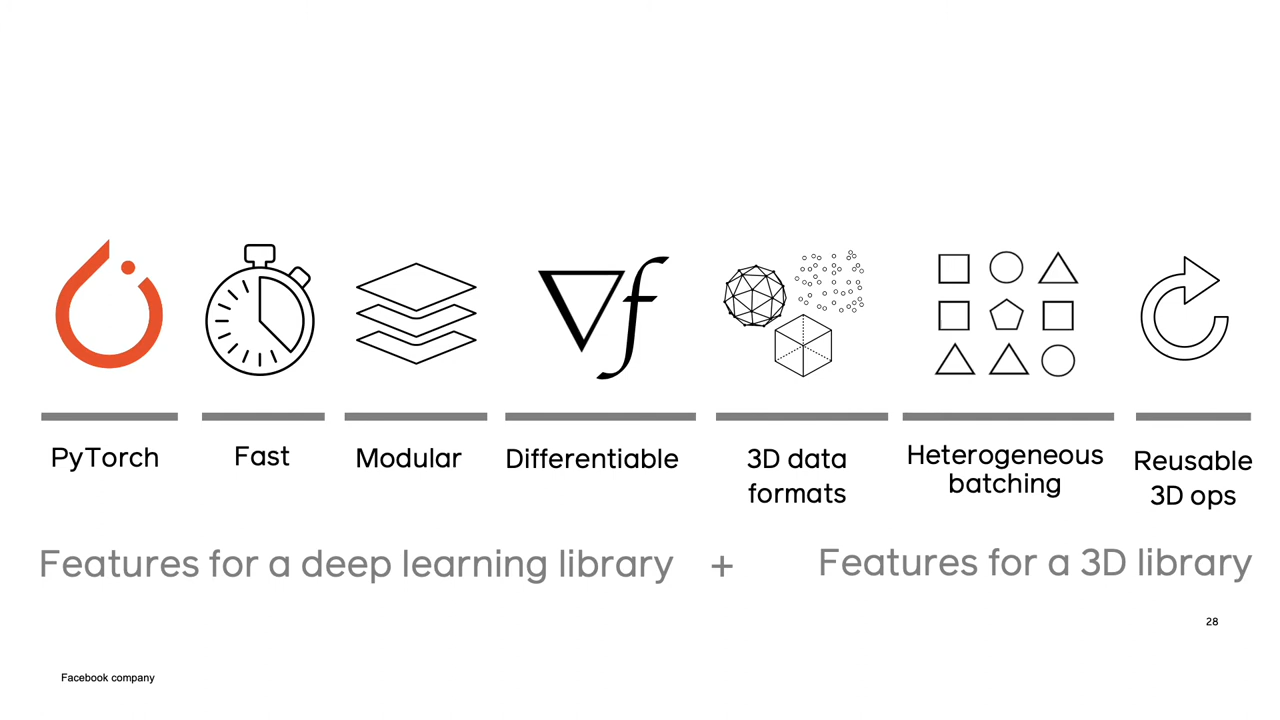 ∇f
PyTorch
Fast
Modular
Differentiable
3D data
formats
Heterogeneous
batching
Reusable
3D ops
Features for a deep learning library + Features for a 3D library
28
Facebook company